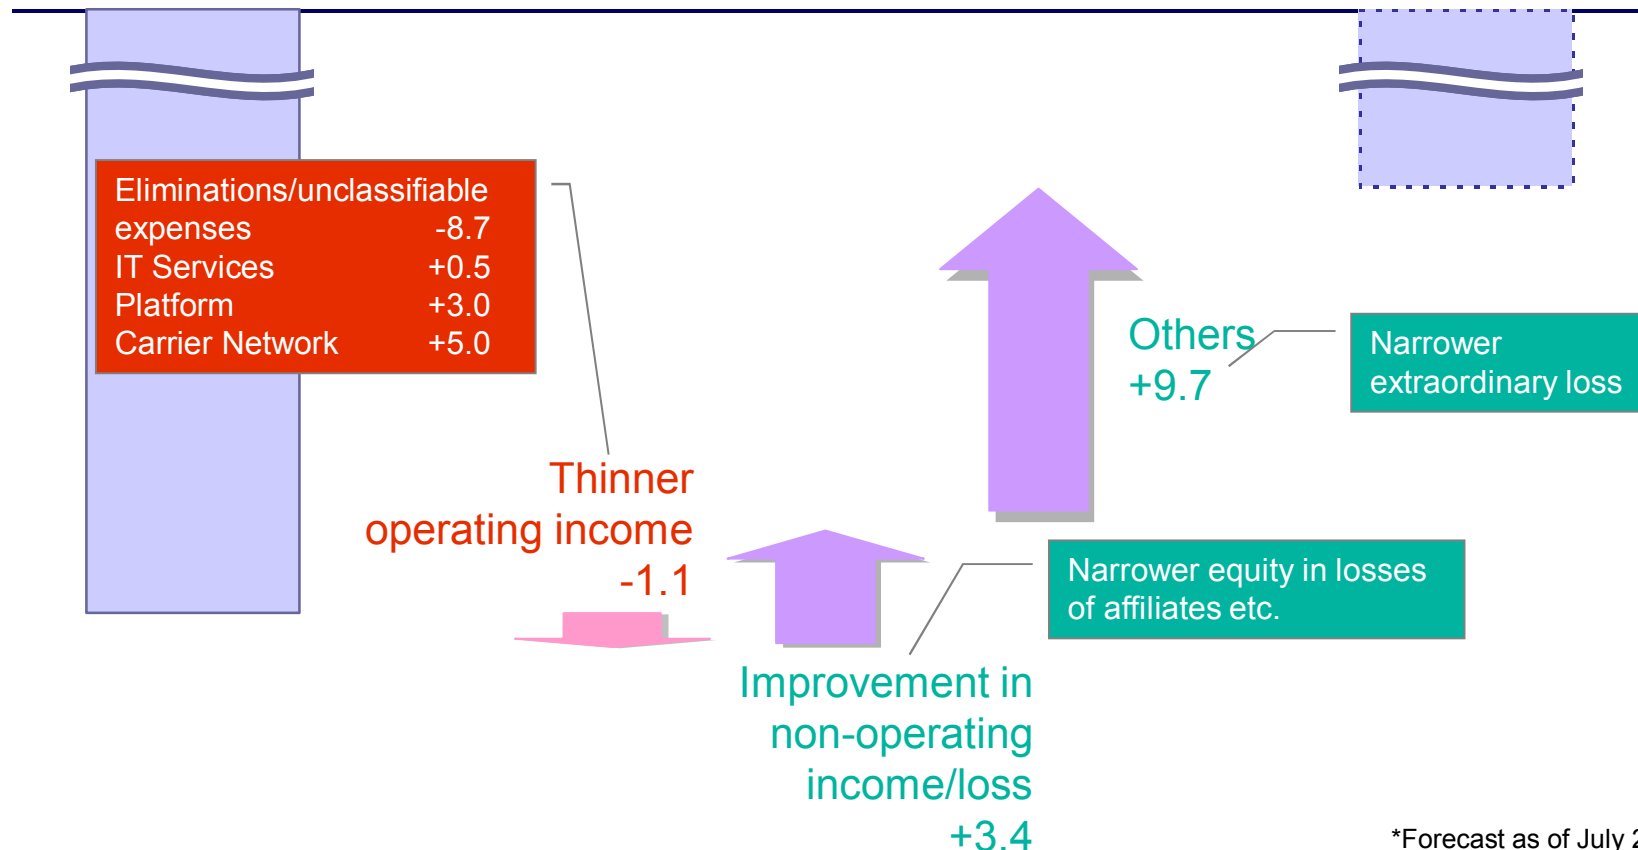 Eliminations/unclassifiable
expenses -8.7
IT Services +0.5
Platform +3.0
Carrier Network +5.0
Thinner
operating income
-1.1
Others
+9.7
Narrower
extraordinary loss
Narrower equity in losses
of affiliates etc.
Improvement in
non-operating
income/loss
+3.4
*Forecast as of July